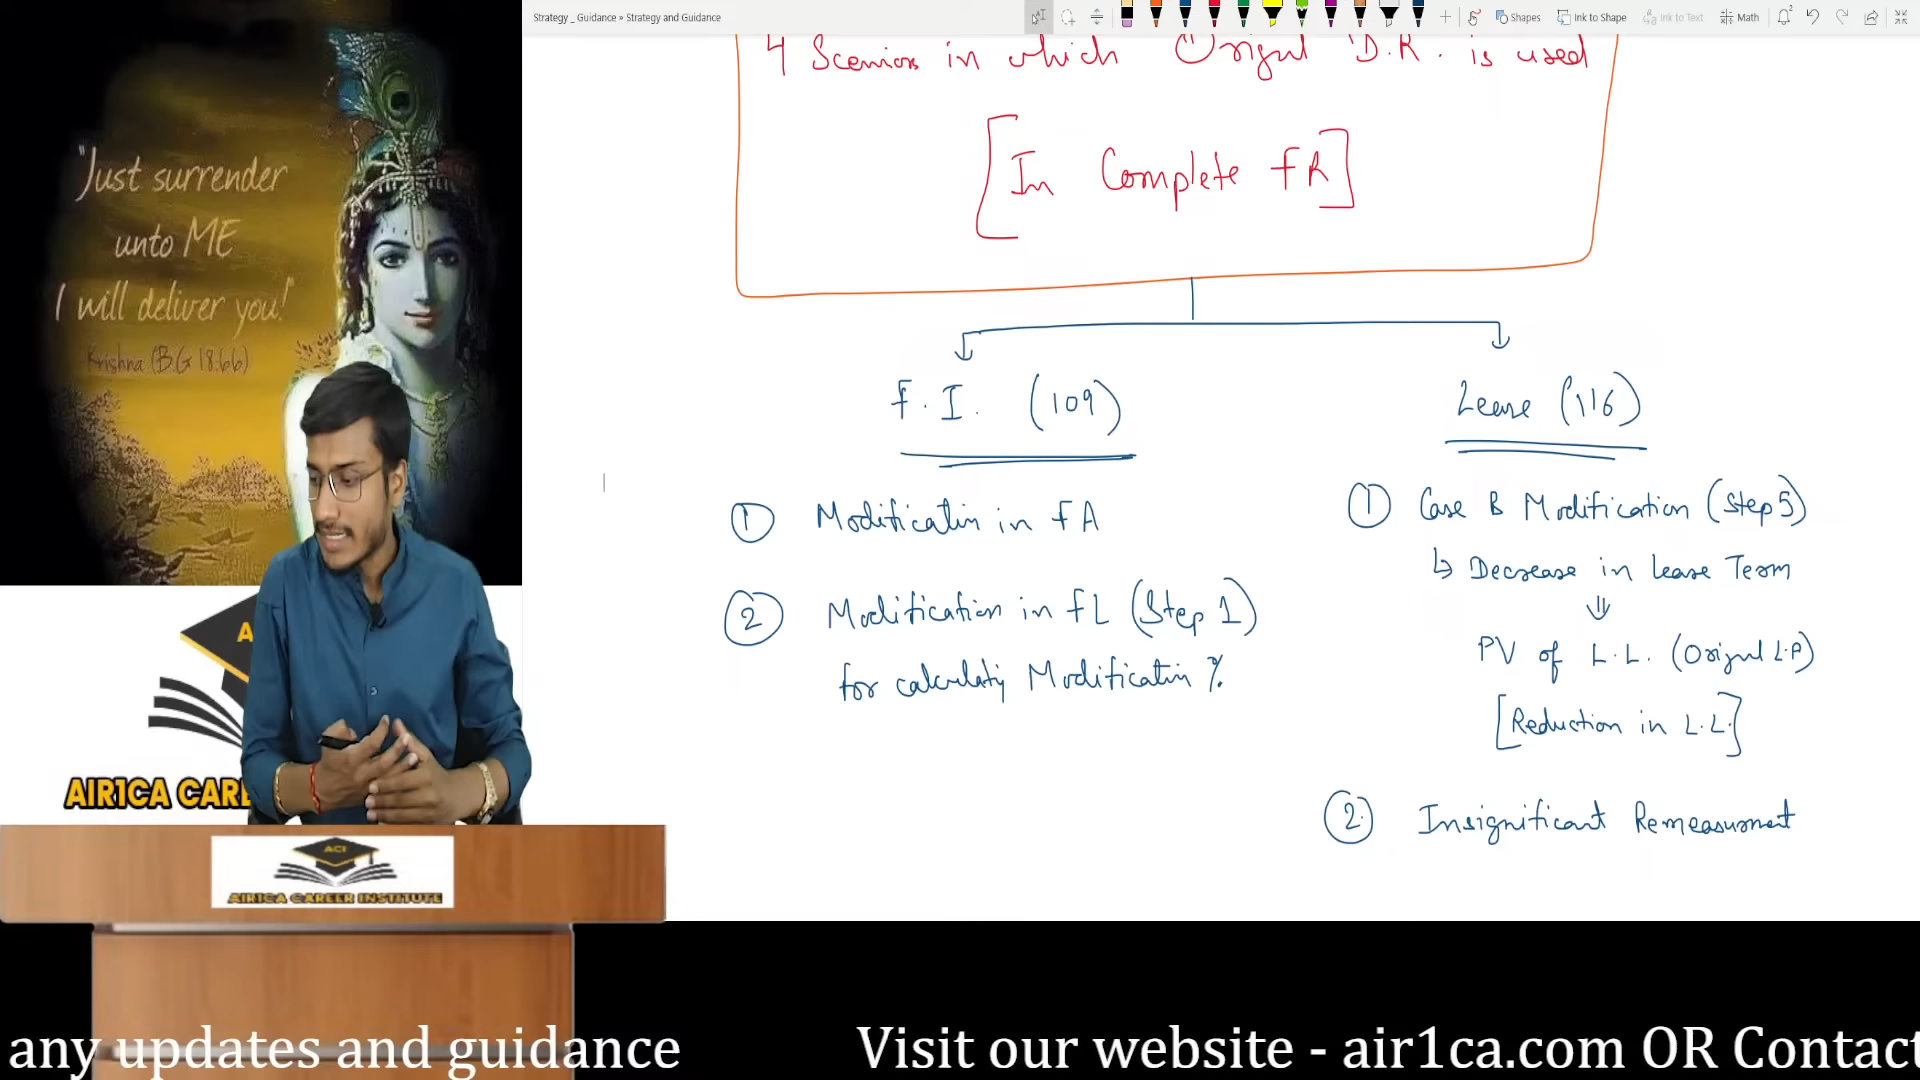 Strategy _ Guidance » Strategy and Guidance
Shapes
Ink to Shape
Ink to Text
Math
4 Scenios in which Original D.R. is used
[In Complete FR]
F.I. (109)
Lease (116)
① Modification in FA
② Modification in FL (Step 1)
for calculatij Modification %
① Case B Modification (Step 5)
↳ Decrease in Lease Term
⇓
PV of L.L. (Original L.P)
[Reduction in L.L.]
② Insignificant Remeasurmet
"Just surrender
unto ME
I will deliver you!"
Krishna (B.G 18:66)
AIR1CA CARE
ACI
AIR1CA CAREER INSTITUTE
any updates and guidance
Visit our website - air1ca.com OR Contact